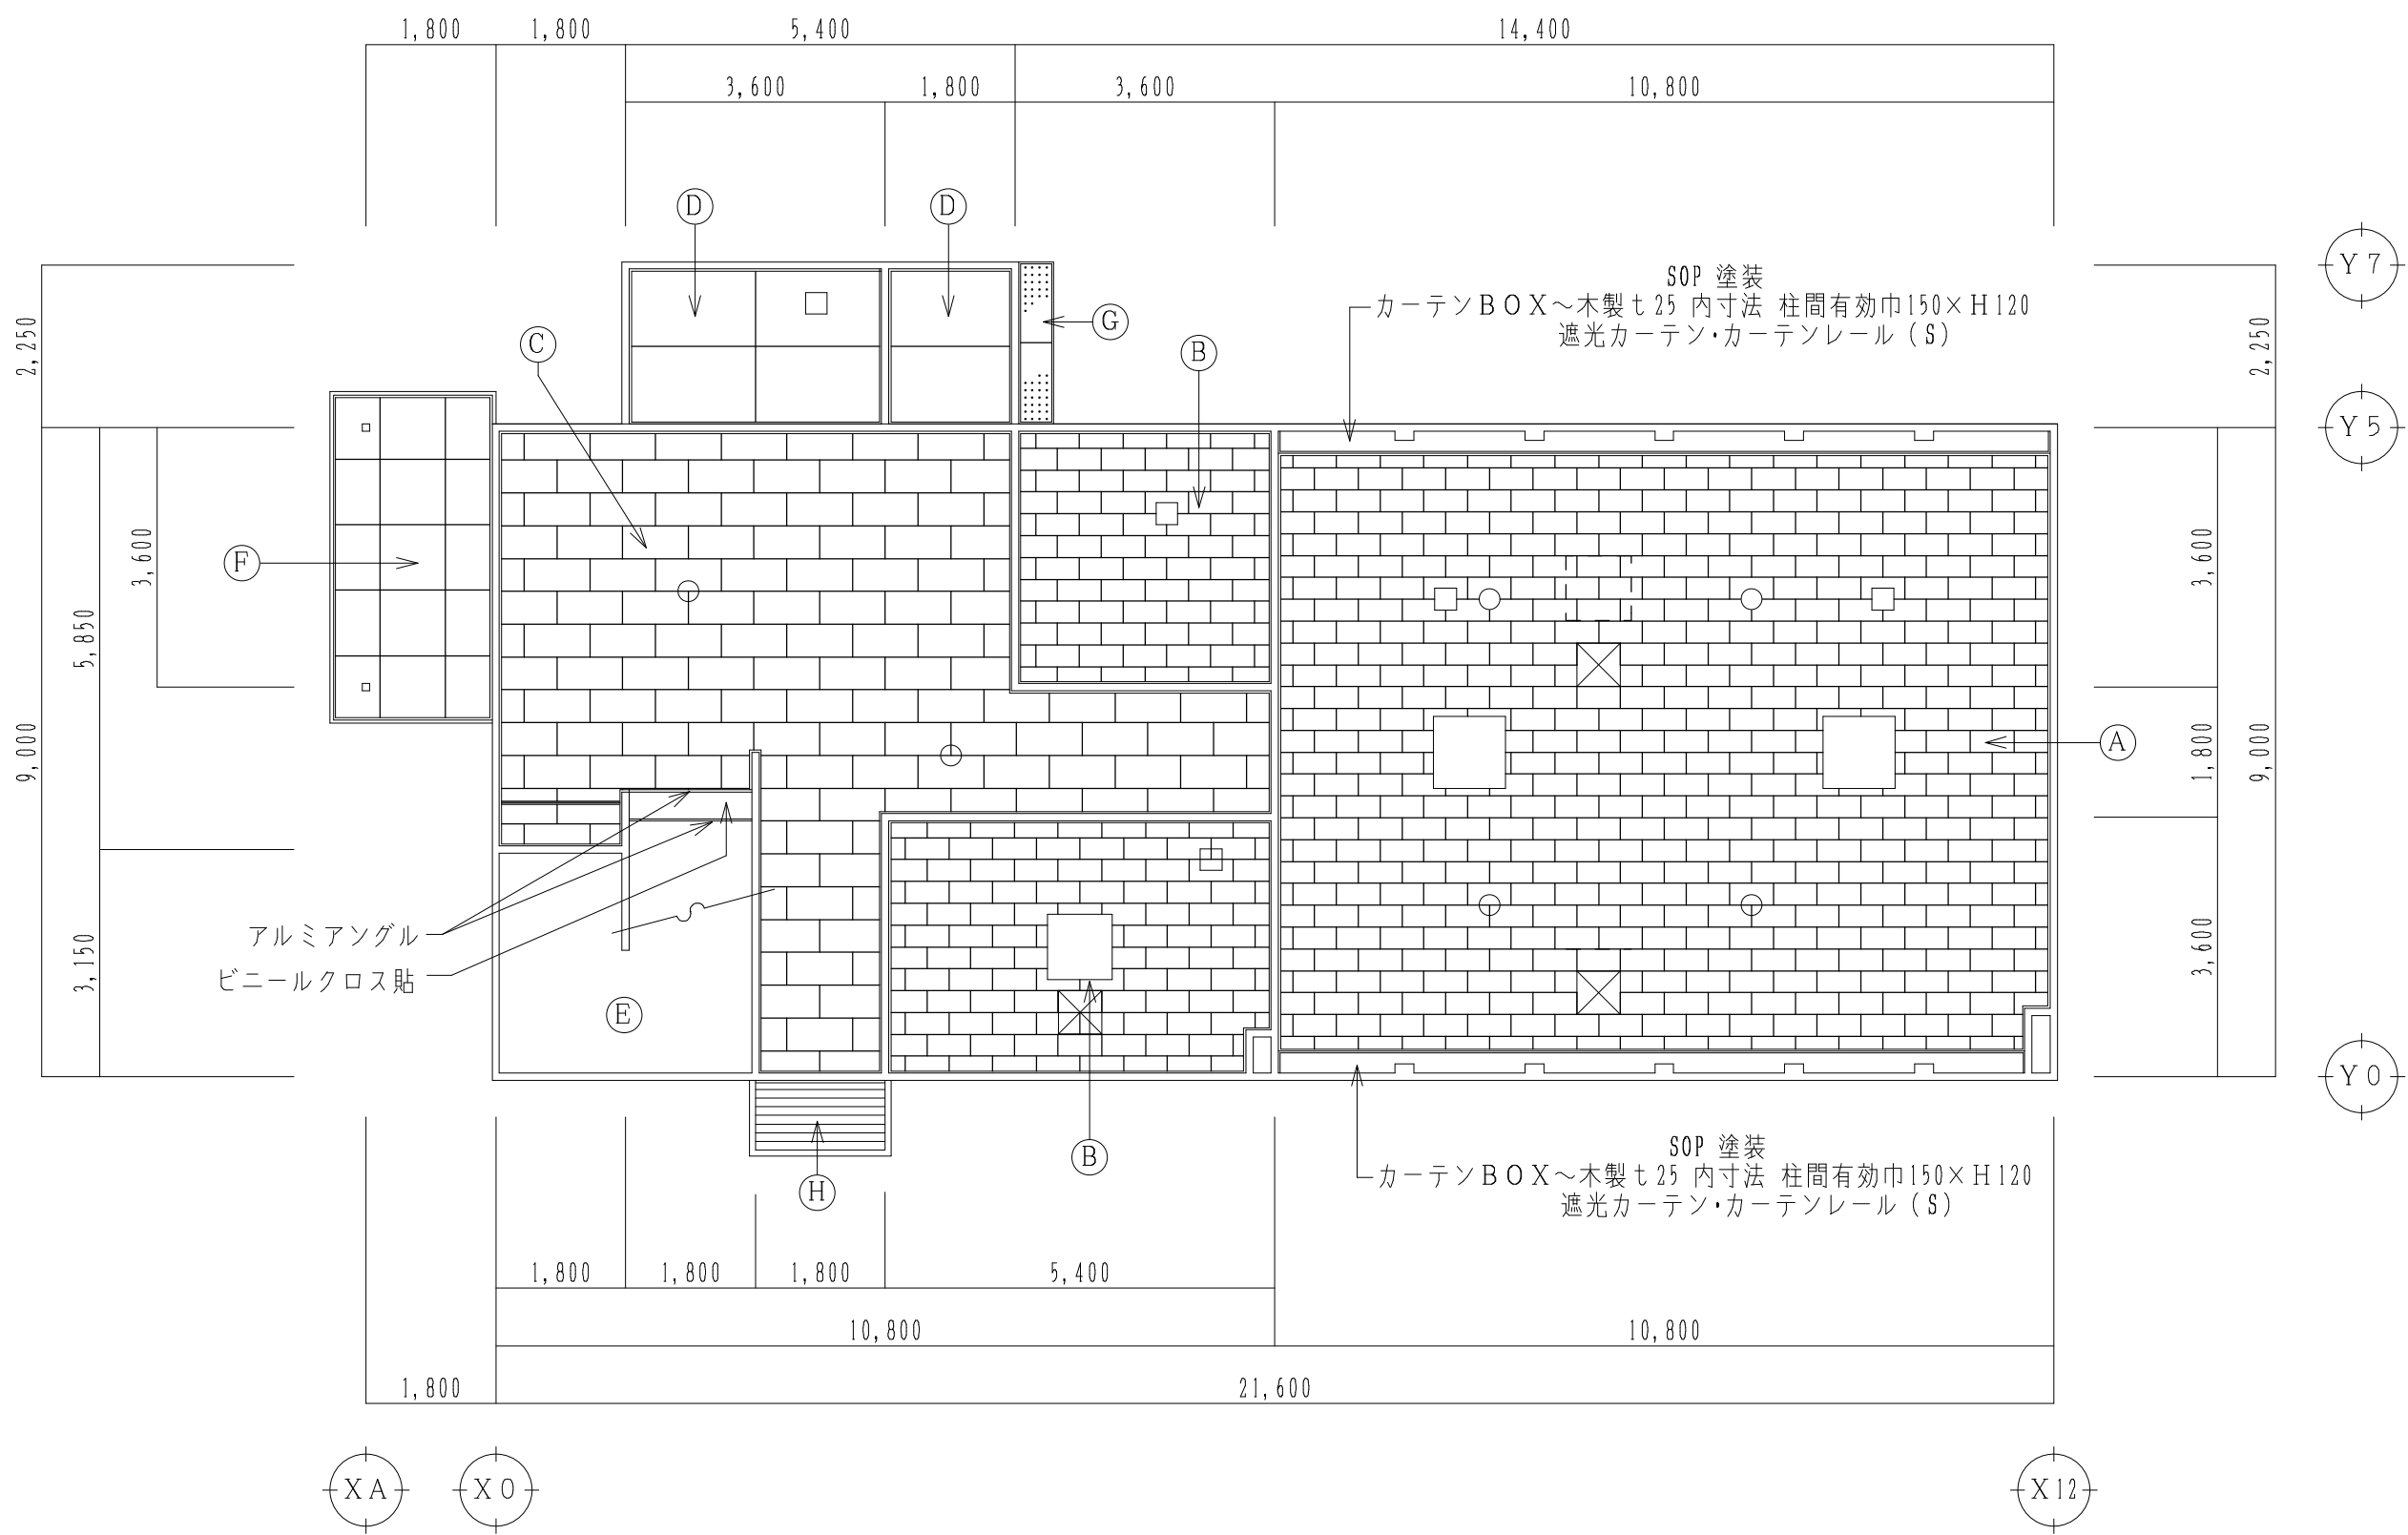 1,800 1,800 5,400 14,400
3,600 1,800 3,600 10,800
D D
Y7
SOP 塗装
カーテンBOX～木製t25 内寸法 柱間有効巾150×H120
遮光カーテン・カーテンレール(S)
G
C
B
2,250
2,250
Y5
F
3,600
5,850
9,000
3,150
3,600
1,800
9,000
3,600
A
アルミアングル
ビニールクロス貼
E
Y0
B
H
SOP 塗装
カーテンBOX～木製t25 内寸法 柱間有効巾150×H120
遮光カーテン・カーテンレール(S)
1,800 1,800 1,800 5,400
10,800 10,800
1,800 21,600
XA X0 X12